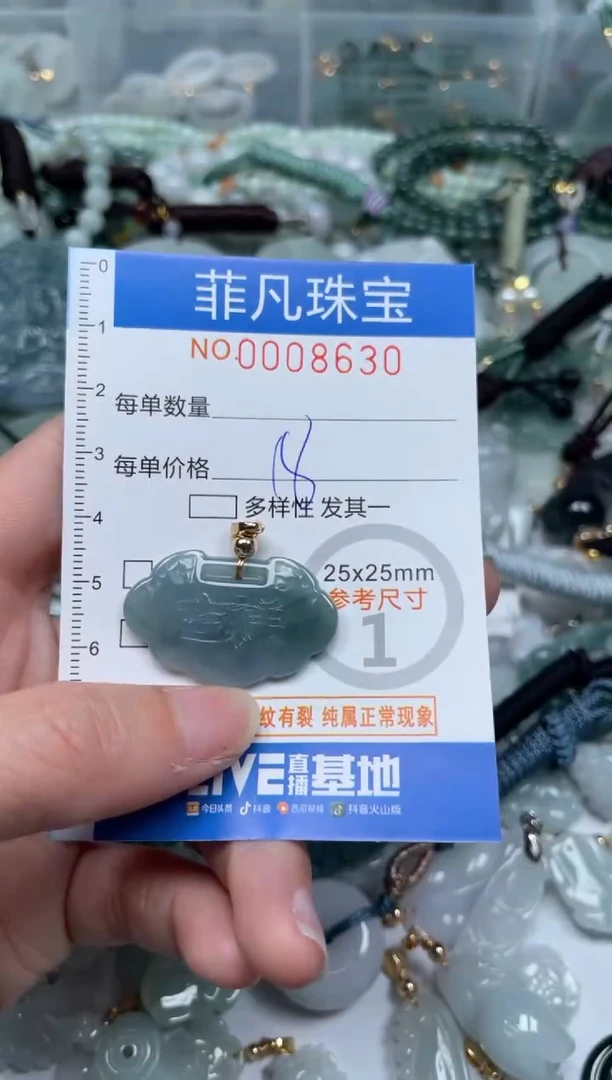 0
菲凡珠宝
1
NO.0008630
2
每单数量
3
每单价格
4
多样性 发其一
5
25x25mm
参考尺寸
1
6
纹有裂 纯属正常现象
LIVE直播基地
今日头条 抖音 西瓜视频 抖音火山版